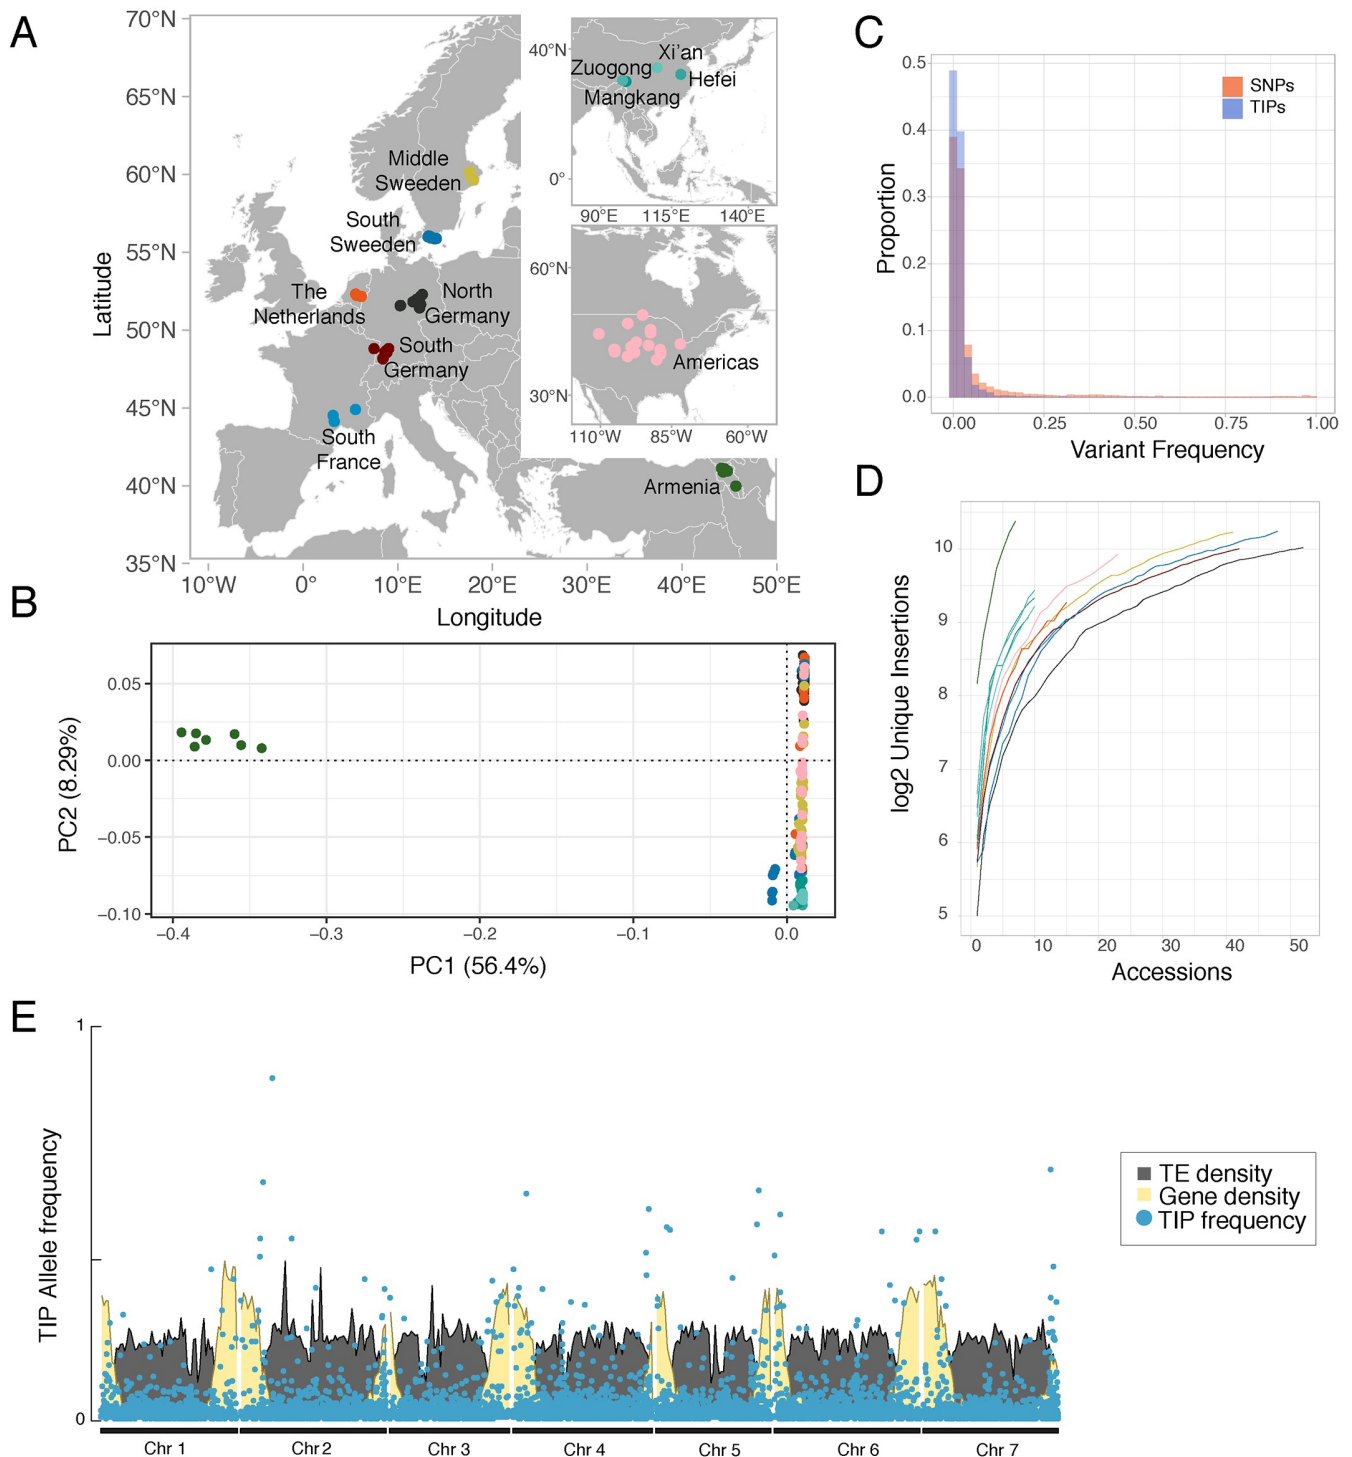 A
70°N
65°N
60°N
55°N
50°N
45°N
40°N
35°N
Latitude
10°W
0°
10°E
20°E
30°E
40°E
50°E
Longitude
Middle
Sweeden
South
Sweeden
The
Netherlands
North
Germany
South
Germany
South
France
Armenia
40°N
0°
Xi'an
Zuogong
Hefei
Mangkang
90°E
115°E
140°E
60°N
30°N
Americas
110°W
85°W
60°W
B
0.05
0.00
−0.05
−0.10
PC2 (8.29%)
−0.4
−0.3
−0.2
−0.1
0.0
PC1 (56.4%)
C
0.5
0.4
0.3
0.2
0.1
0.0
Proportion
SNPs
TIPs
0.00
0.25
0.50
0.75
1.00
Variant Frequency
D
10
9
8
7
6
5
log2 Unique Insertions
0
10
20
30
40
50
Accessions
E
1
0
TIP Allele frequency
TE density
Gene density
TIP frequency
Chr 1
Chr2
Chr 3
Chr 4
Chr 5
Chr 6
Chr 7